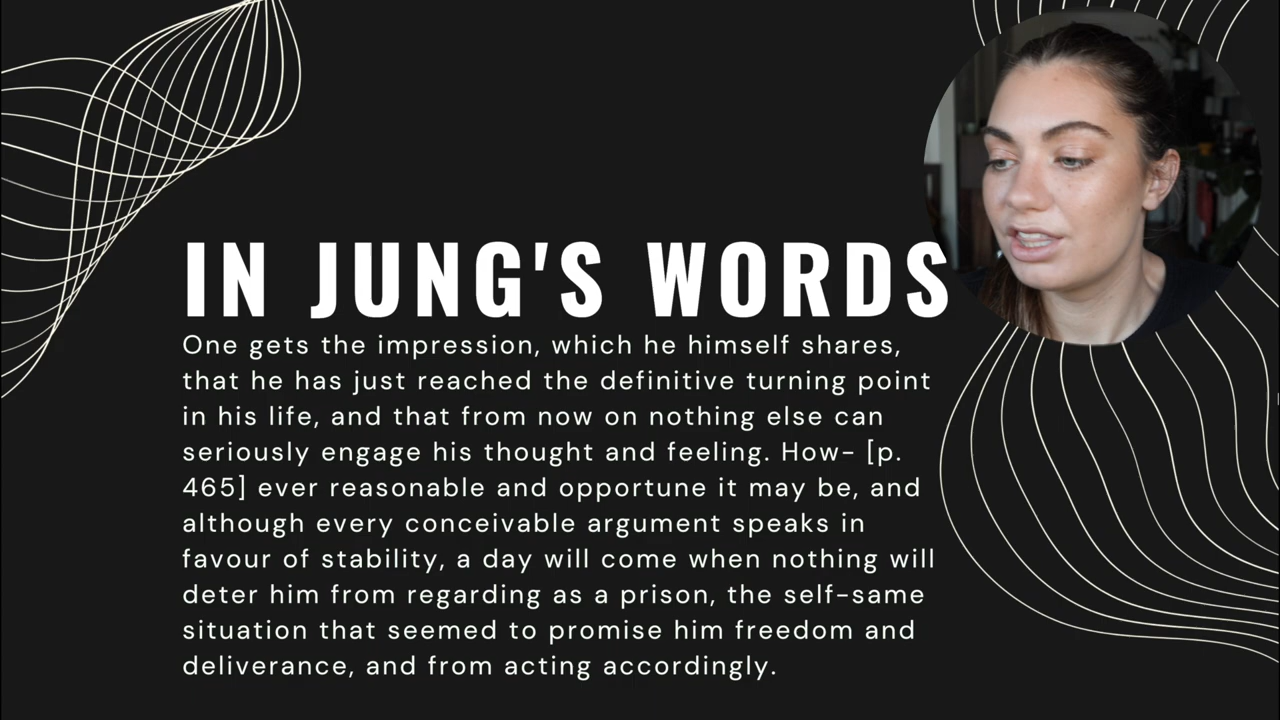 IN JUNG'S WORDS
One gets the impression, which he himself shares,
that he has just reached the definitive turning point
in his life, and that from now on nothing else can
seriously engage his thought and feeling. How- [p.
465] ever reasonable and opportune it may be, and
although every conceivable argument speaks in
favour of stability, a day will come when nothing will
deter him from regarding as a prison, the self-same
situation that seemed to promise him freedom and
deliverance, and from acting accordingly.